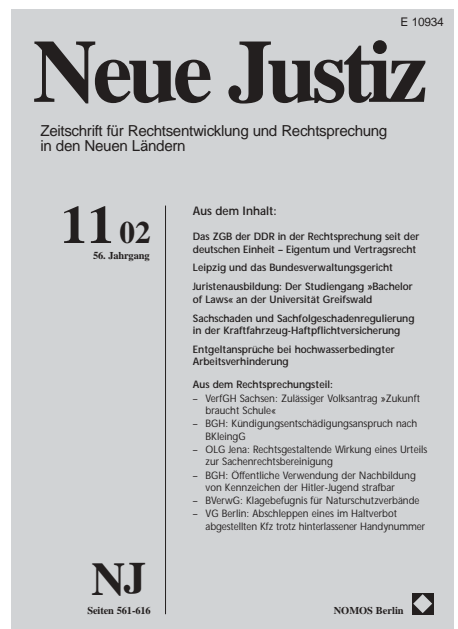 E 10934
Neue Justiz
Zeitschrift für Rechtsentwicklung und Rechtsprechung
in den Neuen Ländern
11 02
56. Jahrgang
Aus dem Inhalt:
Das ZGB der DDR in der Rechtsprechung seit der
deutschen Einheit – Eigentum und Vertragsrecht
Leipzig und das Bundesverwaltungsgericht
Juristenausbildung: Der Studiengang »Bachelor
of Laws« an der Universität Greifswald
Sachschaden und Sachfolgeschadenregulierung
in der Kraftfahrzeug-Haftpflichtversicherung
Entgeltansprüche bei hochwasserbedingter
Arbeitsverhinderung
Aus dem Rechtsprechungsteil:
– VerfGH Sachsen: Zulässiger Volksantrag »Zukunft
braucht Schule«
– BGH: Kündigungsentschädigungsanspruch nach
BKleingG
– OLG Jena: Rechtsgestaltende Wirkung eines Urteils
zur Sachenrechtsbereinigung
– BGH: Öffentliche Verwendung der Nachbildung
von Kennzeichen der Hitler-Jugend strafbar
– BVerwG: Klagebefugnis für Naturschutzverbände
– VG Berlin: Abschleppen eines im Haltverbot
abgestellten Kfz trotz hinterlassener Handynummer
NJ
Seiten 561-616
NOMOS Berlin